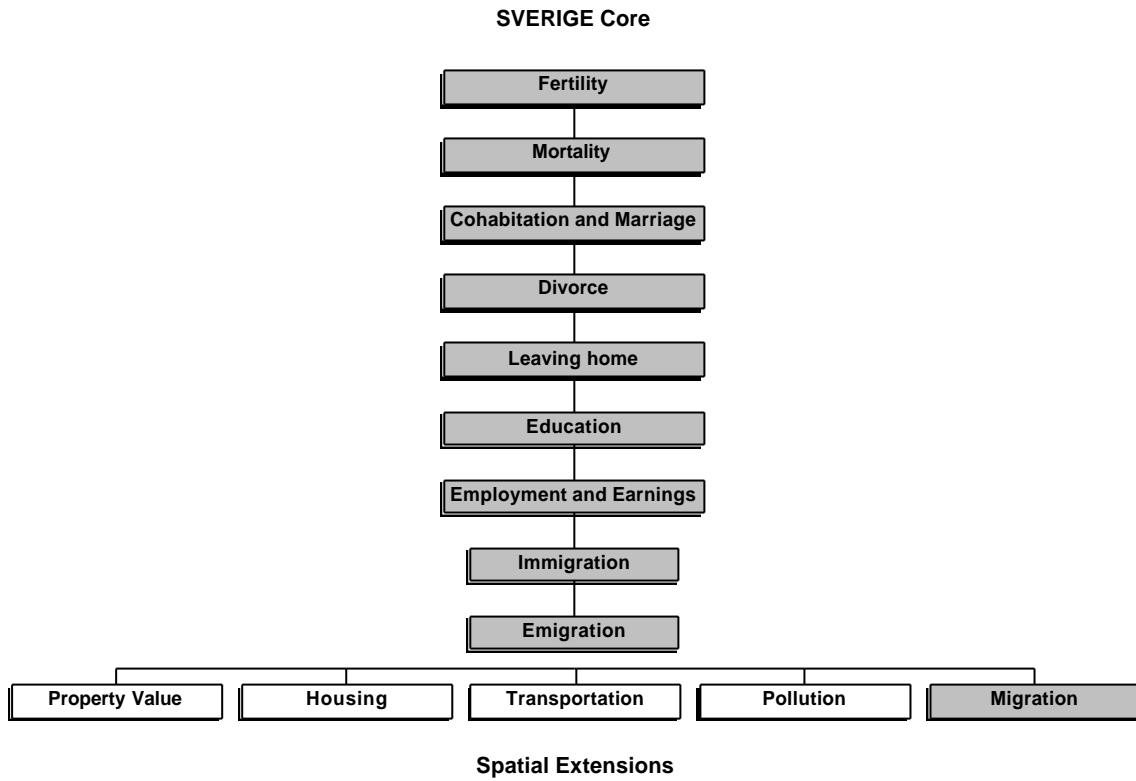 SVERIGE Core
Fertility
Mortality
Cohabitation and Marriage
Divorce
Leaving home
Education
Employment and Earnings
Immigration
Emigration
Property Value
Housing
Transportation
Pollution
Migration
Spatial Extensions